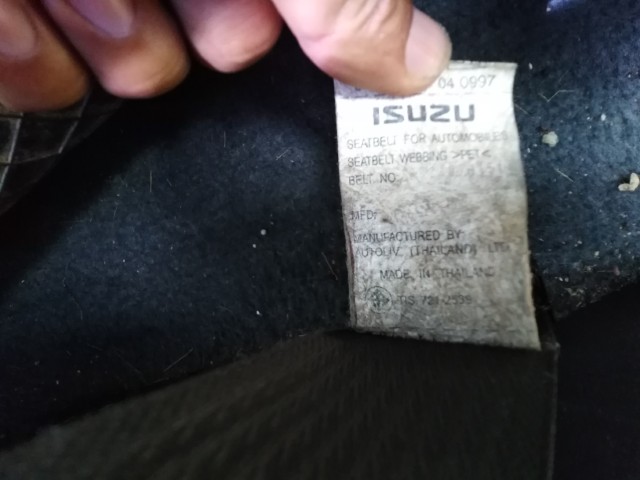 04 0997
ISUZU
SEATBELT FOR AUTOMOBILES
SEATBELT WEBBING >PET<
BELT NO.
MFD.
MANUFACTURED BY:
AUTOLIV (THAILAND) LTD.
MADE IN THAILAND
TIS 721-2539